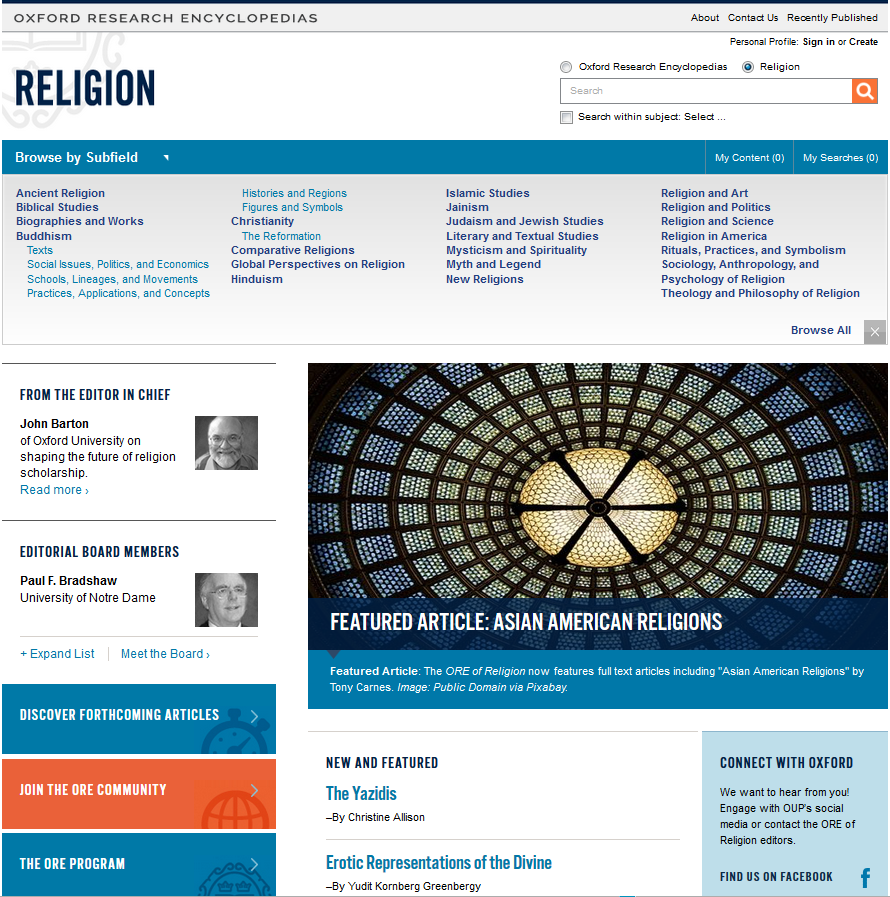 OXFORD RESEARCH ENCYCLOPEDIAS
About Contact Us Recently Published
Personal Profile: Sign in or Create
RELIGION
Oxford Research Encyclopedias Religion
Search
Search within subject: Select ...
Browse by Subfield
My Content (0) My Searches (0)
Ancient Religion
Biblical Studies
Biographies and Works
Buddhism
Texts
Social Issues, Politics, and Economics
Schools, Lineages, and Movements
Practices, Applications, and Concepts
Histories and Regions
Figures and Symbols
Christianity
The Reformation
Comparative Religions
Global Perspectives on Religion
Hinduism
Islamic Studies
Jainism
Judaism and Jewish Studies
Literary and Textual Studies
Mysticism and Spirituality
Myth and Legend
New Religions
Religion and Art
Religion and Politics
Religion and Science
Religion in America
Rituals, Practices, and Symbolism
Sociology, Anthropology, and
Psychology of Religion
Theology and Philosophy of Religion
Browse All
FROM THE EDITOR IN CHIEF
John Barton
of Oxford University on
shaping the future of religion
scholarship.
Read more ›
EDITORIAL BOARD MEMBERS
Paul F. Bradshaw
University of Notre Dame
+ Expand List Meet the Board ›
DISCOVER FORTHCOMING ARTICLES
JOIN THE ORE COMMUNITY
THE ORE PROGRAM
FEATURED ARTICLE: ASIAN AMERICAN RELIGIONS
Featured Article: The ORE of Religion now features full text articles including "Asian American Religions" by
Tony Carnes. Image: Public Domain via Pixabay.
NEW AND FEATURED
The Yazidis
–By Christine Allison
Erotic Representations of the Divine
–By Yudit Kornberg Greenbergy
CONNECT WITH OXFORD
We want to hear from you!
Engage with OUP's social
media or contact the ORE of
Religion editors.
FIND US ON FACEBOOK